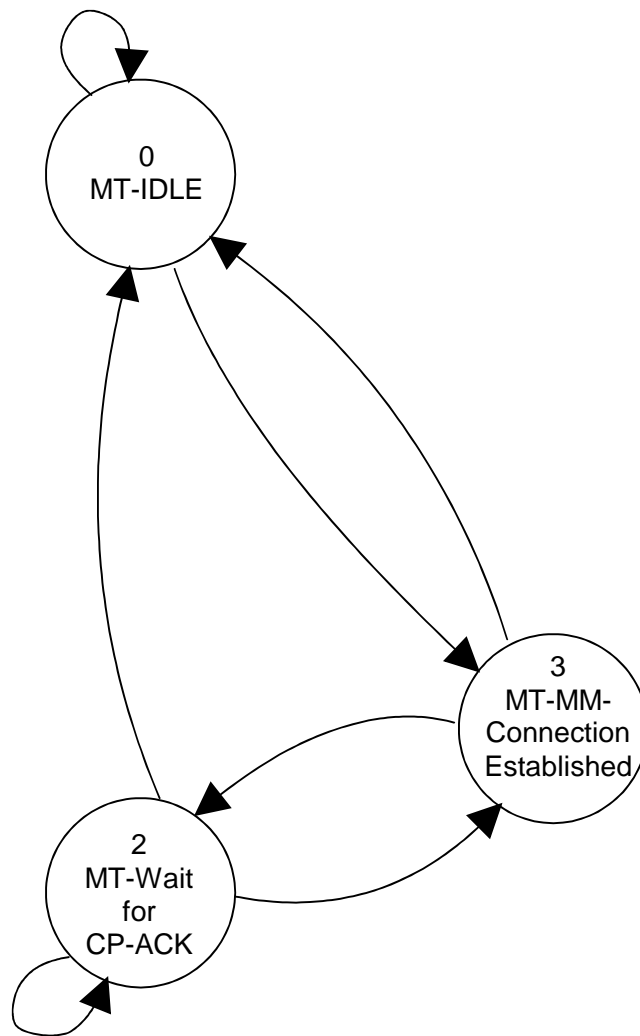 0
MT-IDLE
3
MT-MM-
Connection
Established
2
MT-Wait
for
CP-ACK